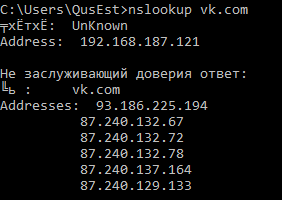 C:\Users\QusEst>nslookup vk.com
╤хЁтхЁ:  UnKnown
Address:  192.168.187.121

Не заслуживающий доверия ответ:
╚ь :     vk.com
Addresses:  93.186.225.194
          87.240.132.67
          87.240.132.72
          87.240.132.78
          87.240.137.164
          87.240.129.133